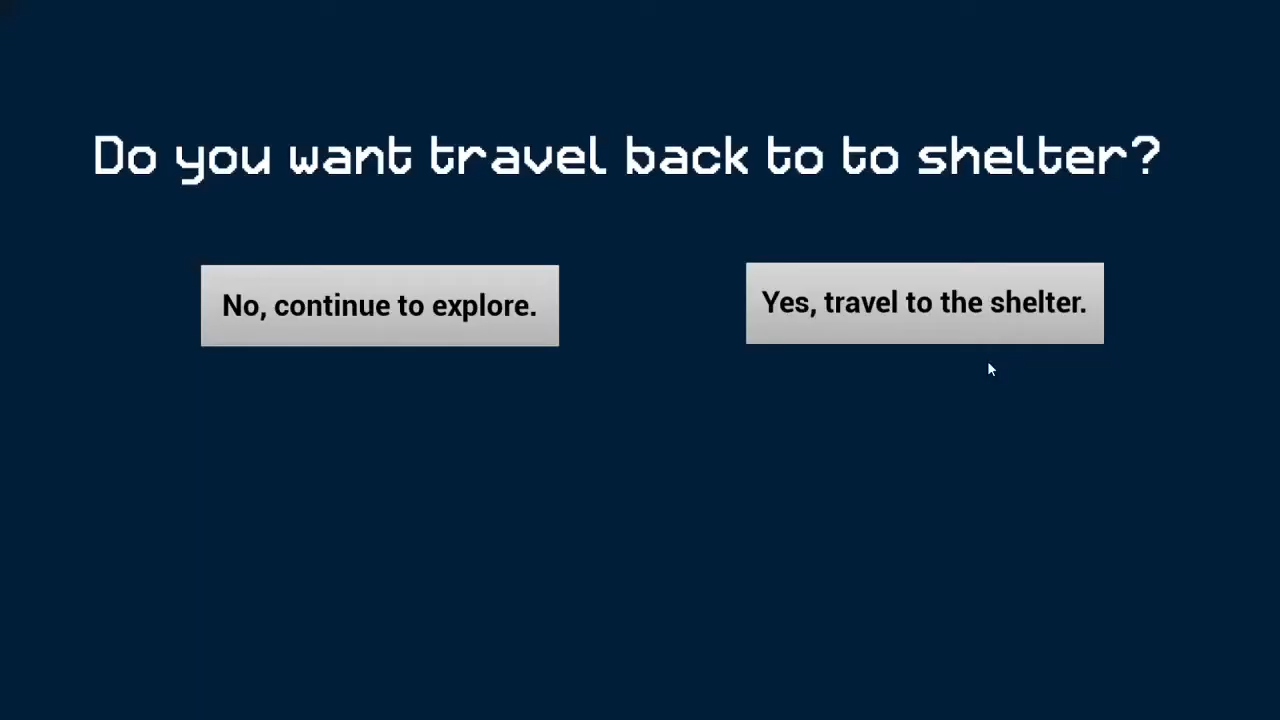 Do you want travel back to to shelter?
No, continue to explore.
Yes, travel to the shelter.